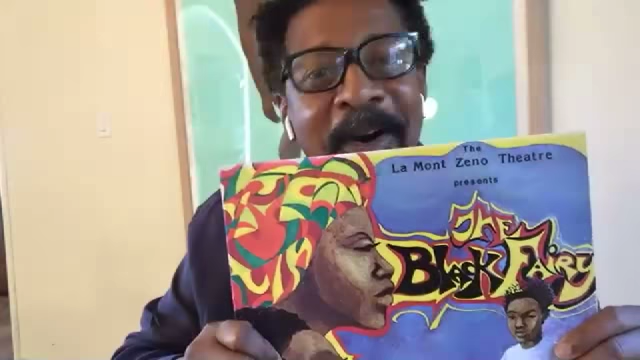 The
La Mont Zeno Theatre
presents
The
Black Fairy